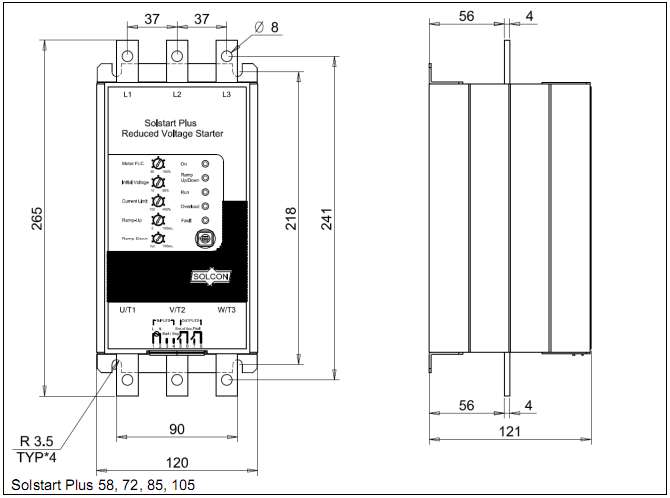 37 37 Ø 8
56 4
L1 L2 L3
Solstart Plus
Reduced Voltage Starter
Motor FLC
On
Initial Voltage
Ramp
Up/Down
Run
Current Limit
Overload
Ramp-Up
Fault
Ramp-Down
265
218
241
SOLCON
U/T1 V/T2 W/T3
INPUTS OUTPUTS
56 4
90
121
R 3.5
TYP*4
120
Solstart Plus 58, 72, 85, 105